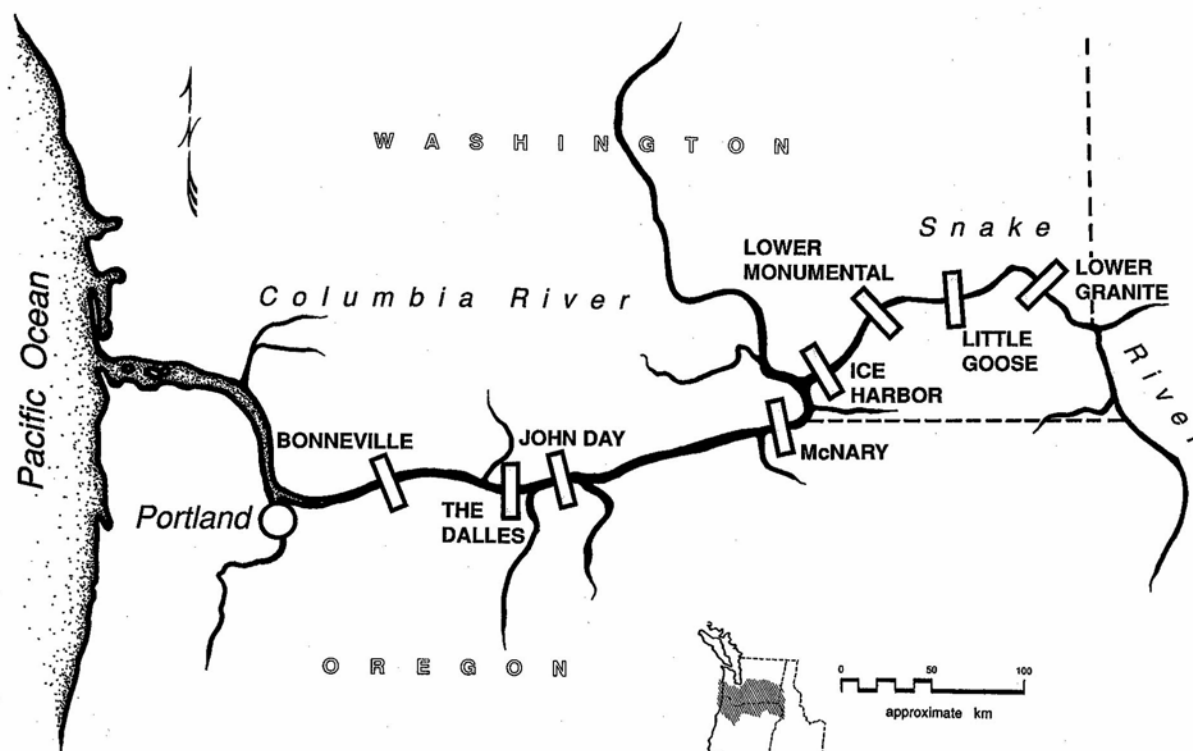 WASHINGTON
N
Snake
LOWER
MONUMENTAL
LOWER
GRANITE
Columbia River
Pacific Ocean
LITTLE
GOOSE
River
ICE
HARBOR
BONNEVILLE
JOHN DAY
McNARY
Portland
THE
DALLES
OREGON
0 50 100
approximate km